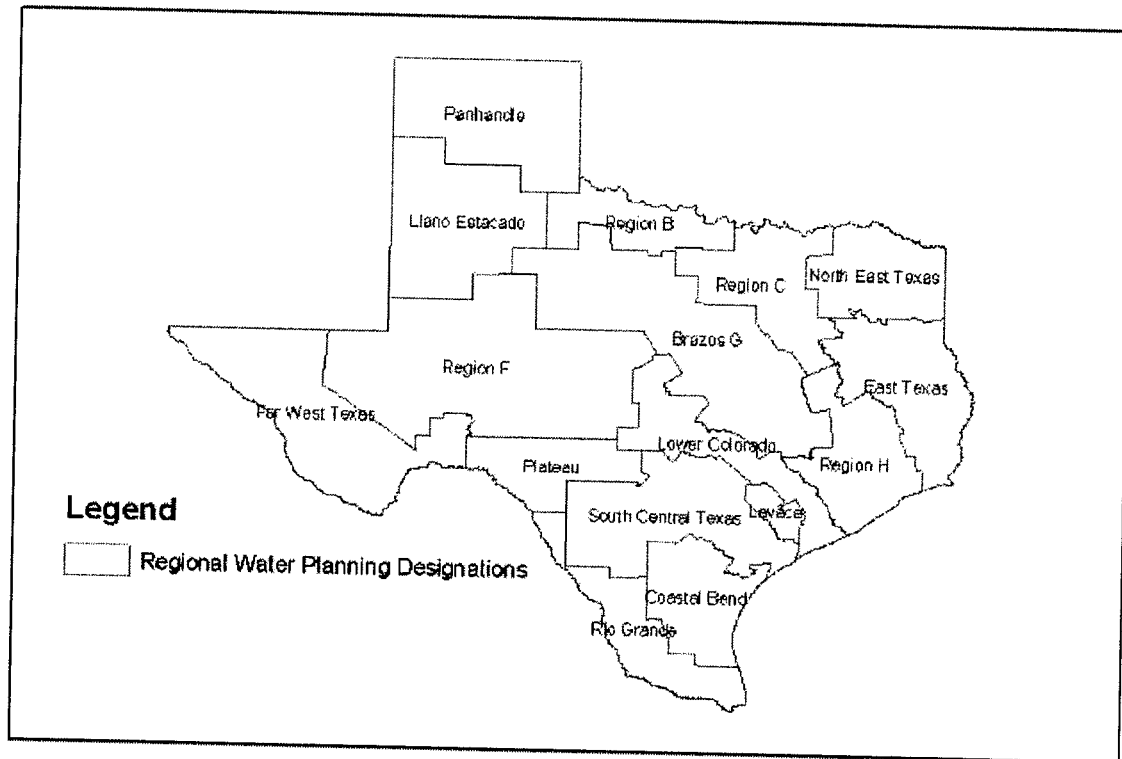 Panhandle
Llano Estacado
Region B
Region C
North East Texas
Brazos G
Region F
East Texas
Far West Texas
Lower Colorado
Region H
Plateau
South Central Texas
Lavaca
Coastal Bend
Rio Grande
Legend
Regional Water Planning Designations